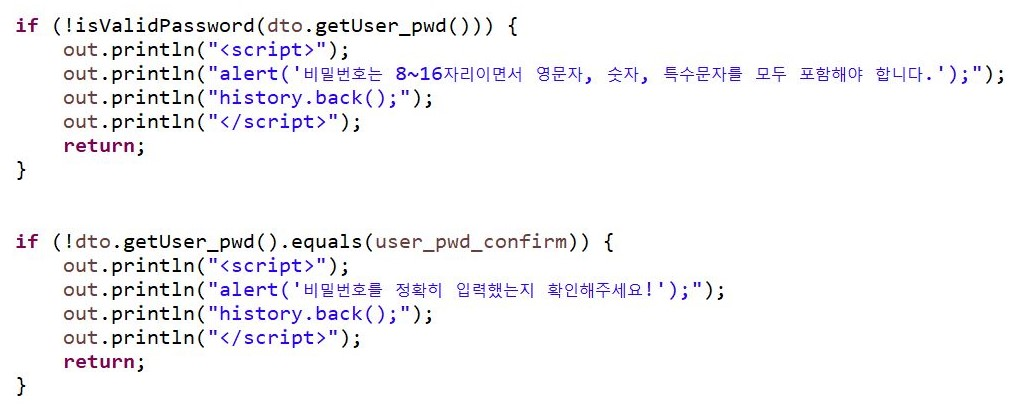 if (!isValidPassword(dto.getUser_pwd())) {
    out.println("<script>");
    out.println("alert('비밀번호는 8~16자리이면서 영문자, 숫자, 특수문자를 모두 포함해야 합니다.');");
    out.println("history.back();");
    out.println("</script>");
    return;
}
if (!dto.getUser_pwd().equals(user_pwd_confirm)) {
    out.println("<script>");
    out.println("alert('비밀번호를 정확히 입력했는지 확인해주세요!');");
    out.println("history.back();");
    out.println("</script>");
    return;
}